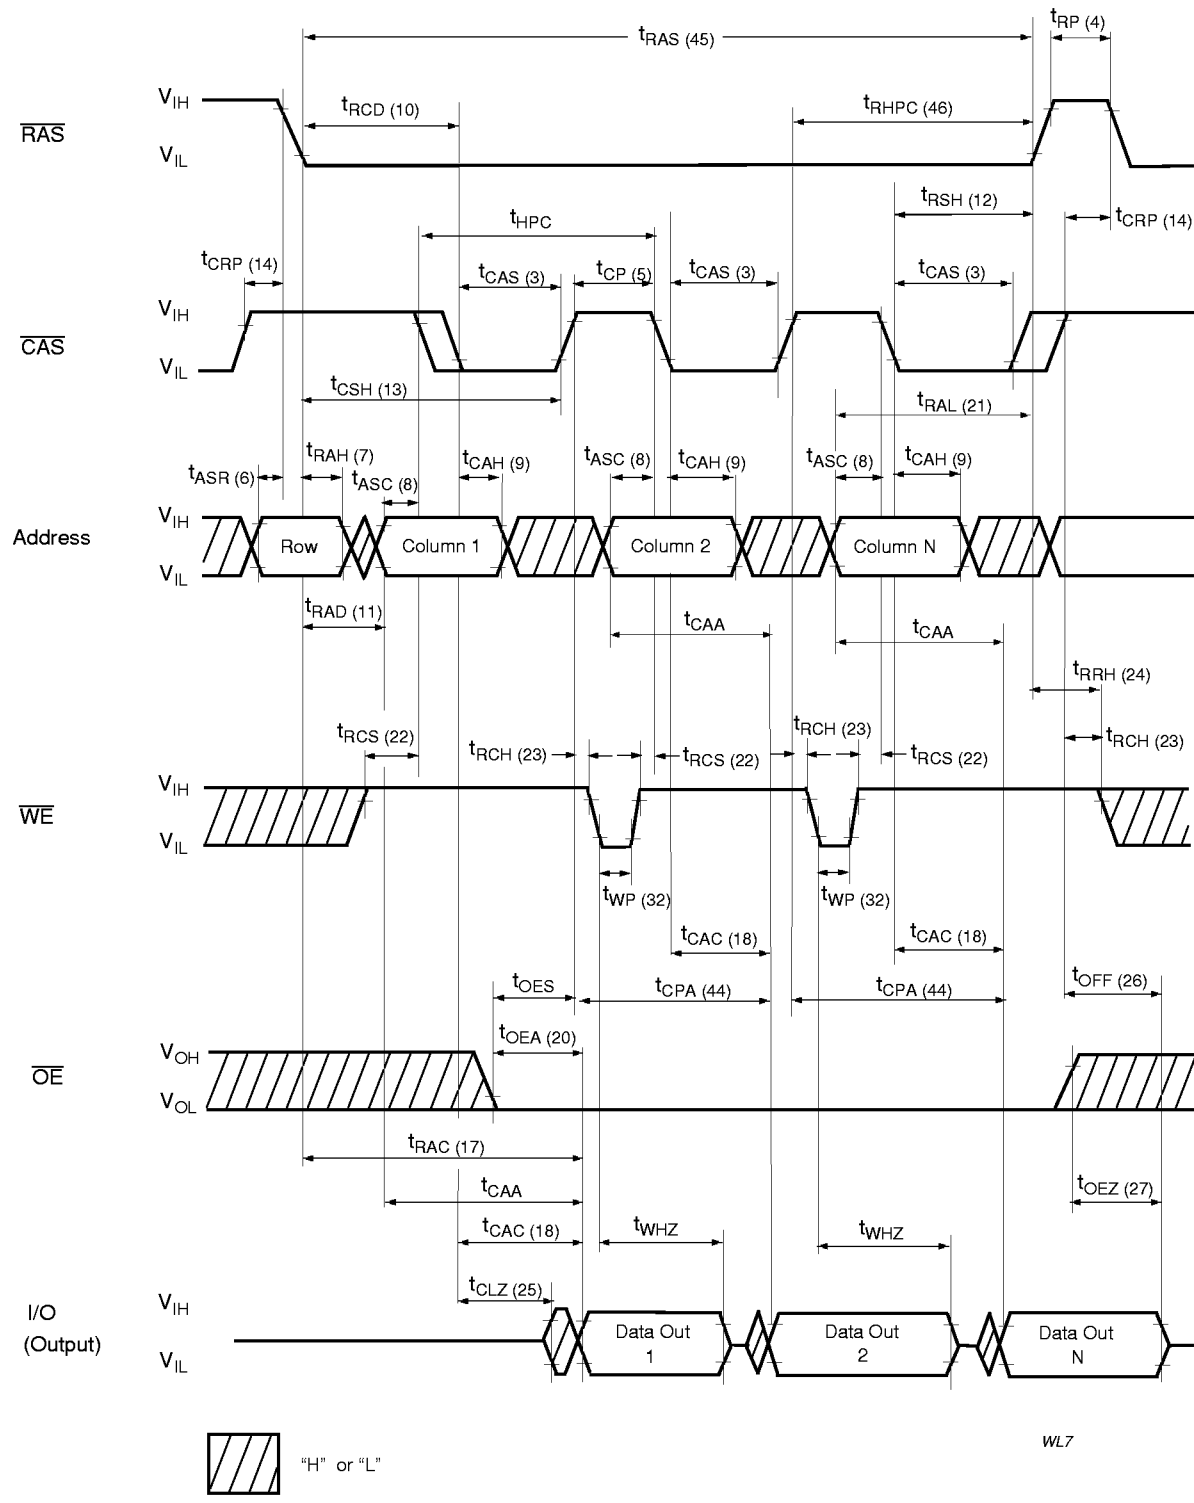 tRAS (45)
tRP (4)
VIH
tRCD (10)
tRHPC (46)
RAS
VIL
tRSH (12)
tHPC
tCRP (14)
tCRP (14)
tCAS (3)
tCP (5)
tCAS (3)
tCAS (3)
VIH
CAS
VIL
tCSH (13)
tRAL (21)
tASR (6)
tRAH (7)
tASC (8)
tCAH (9)
tASC (8)
tCAH (9)
tASC (8)
tCAH (9)
VIH
Address
Row
Column 1
Column 2
Column N
VIL
tRAD (11)
tCAA
tCAA
tRRH (24)
tRCS (22)
tRCH (23)
tRCS (22)
tRCH (23)
tRCS (22)
tRCH (23)
VIH
WE
VIL
tWP (32)
tWP (32)
tCAC (18)
tCAC (18)
tOES
tCPA (44)
tCPA (44)
tOFF (26)
tOEA (20)
VOH
OE
VOL
tRAC (17)
tCAA
tOEZ (27)
tCAC (18)
tWHZ
tWHZ
tCLZ (25)
VIH
I/O
(Output)
Data Out
1
Data Out
2
Data Out
N
VIL
WL7
“H” or “L”